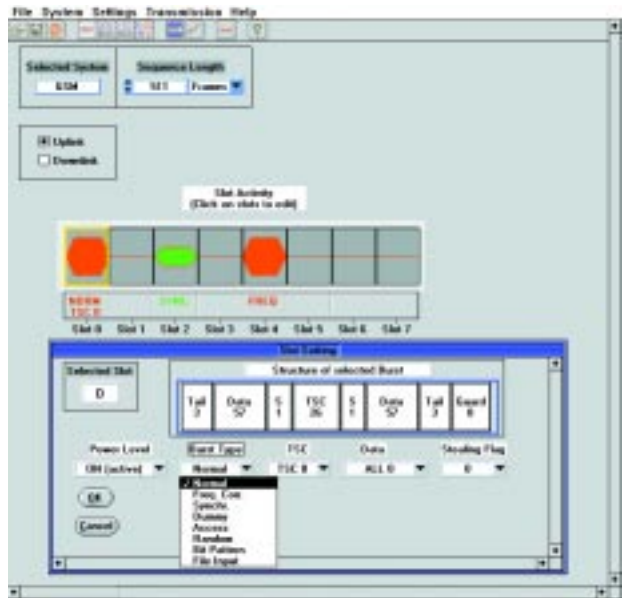 File System Settings Transmission Help
Selected System
GSM
Sequence Length
Frames
Uplink
Downlink
Slot Activity
(Click on slots to edit)
NORM
TSC 0
SYNC
FREQ
Slot 0 Slot 1 Slot 2 Slot 3 Slot 4 Slot 5 Slot 6 Slot 7
Slot Setting
Selected Slot
0
Structure of selected Burst
Tail Data S TSC S Data Tail Guard
3 57 1 26 1 57 3 8
Power Level Burst Type TSC Data Stealing Flag
ON (active) Normal TSC 0 ALL 0 0
✓ Normal
Freq. Corr.
Synchr.
Dummy
Access
Random
Bit Pattern
File Input
OK
Cancel